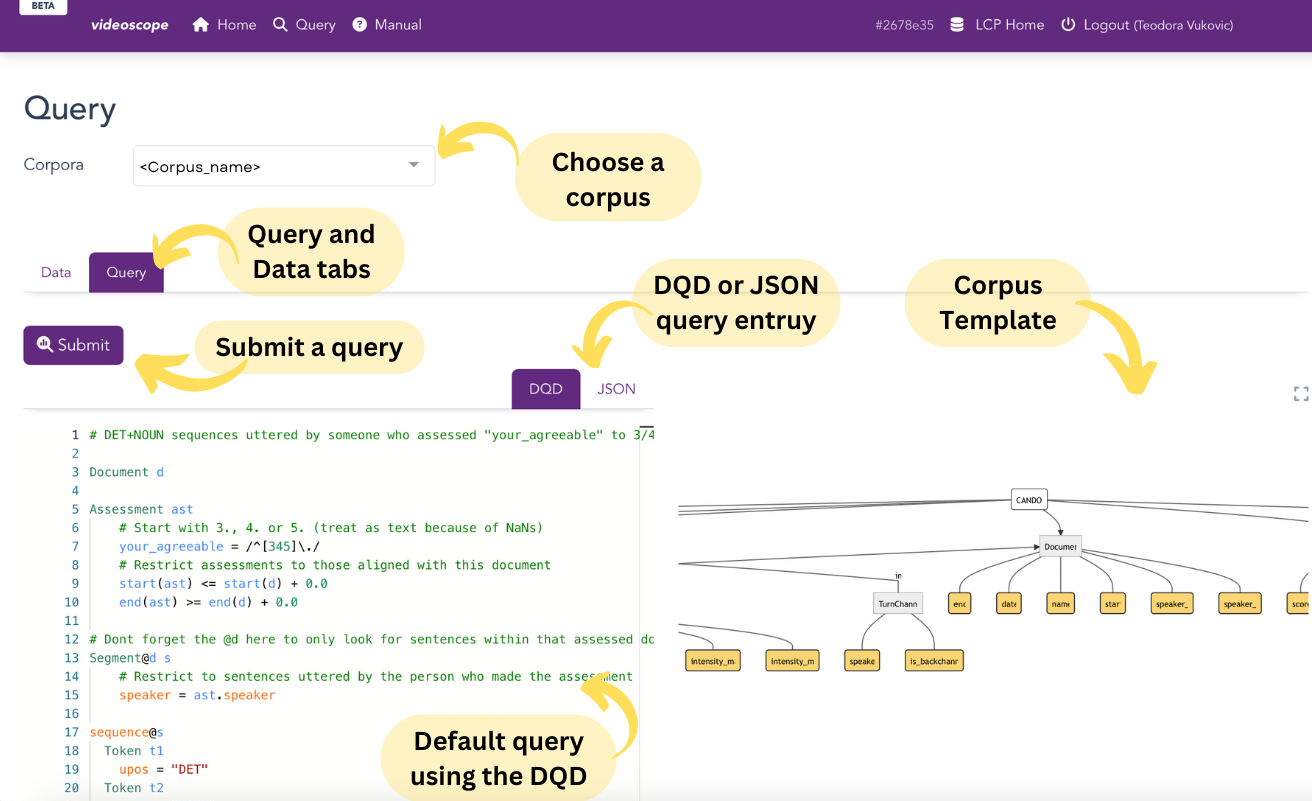 BETA
videoscope Home Query Manual #2678e35 LCP Home Logout (Teodora Vukovic)
Query
Corpora <Corpus_name>
Choose a
corpus
Query and
Data tabs
Data Query
DQD or JSON
query entruy
Corpus
Template
Submit
Submit a query
DQD JSON
1 # DET+NOUN sequences uttered by someone who assessed "your_agreeable" to 3/4
2
3 Document d
4
5 Assessment ast
6 # Start with 3., 4. or 5. (treat as text because of NaNs)
7 your_agreeable = /^[345]\./
8 # Restrict assessments to those aligned with this document
9 start(ast) <= start(d) + 0.0
10 end(ast) >= end(d) + 0.0
11
12 # Dont forget the @d here to only look for sentences within that assessed do
13 Segment@d s
14 # Restrict to sentences uttered by the person who made the assessment
15 speaker = ast.speaker
16
17 sequence@s
18 Token t1
19 upos = "DET"
20 Token t2
Default query
using the DQD
CANDO
Documer
in
TurnChann
enc date name star speaker_ speaker_ score
intensity_m intensity_m speake is_backchanr